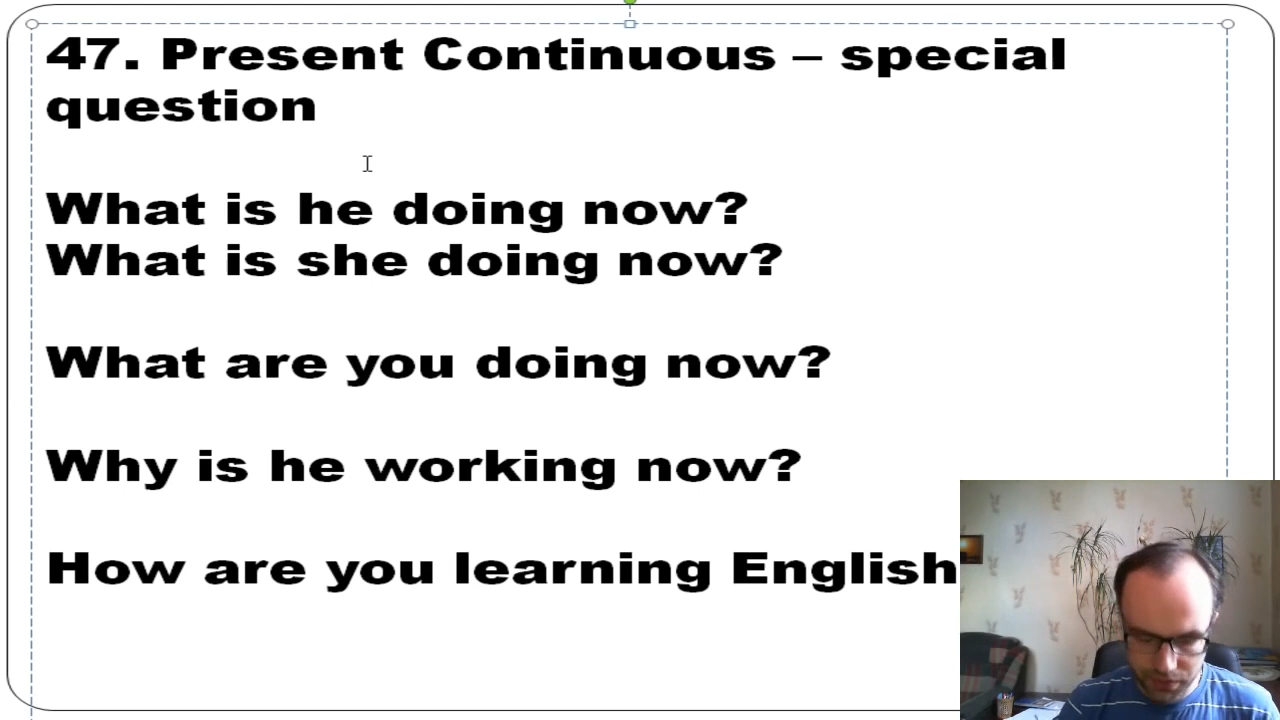 47. Present Continuous – special
question
What is he doing now?
What is she doing now?
What are you doing now?
Why is he working now?
How are you learning English